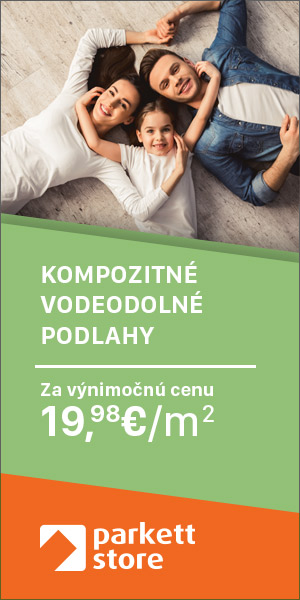 KOMPOZITNÉ
VODEODOLNÉ
PODLAHY
Za výnimočnú cenu
19,98€/m²
parkett
store